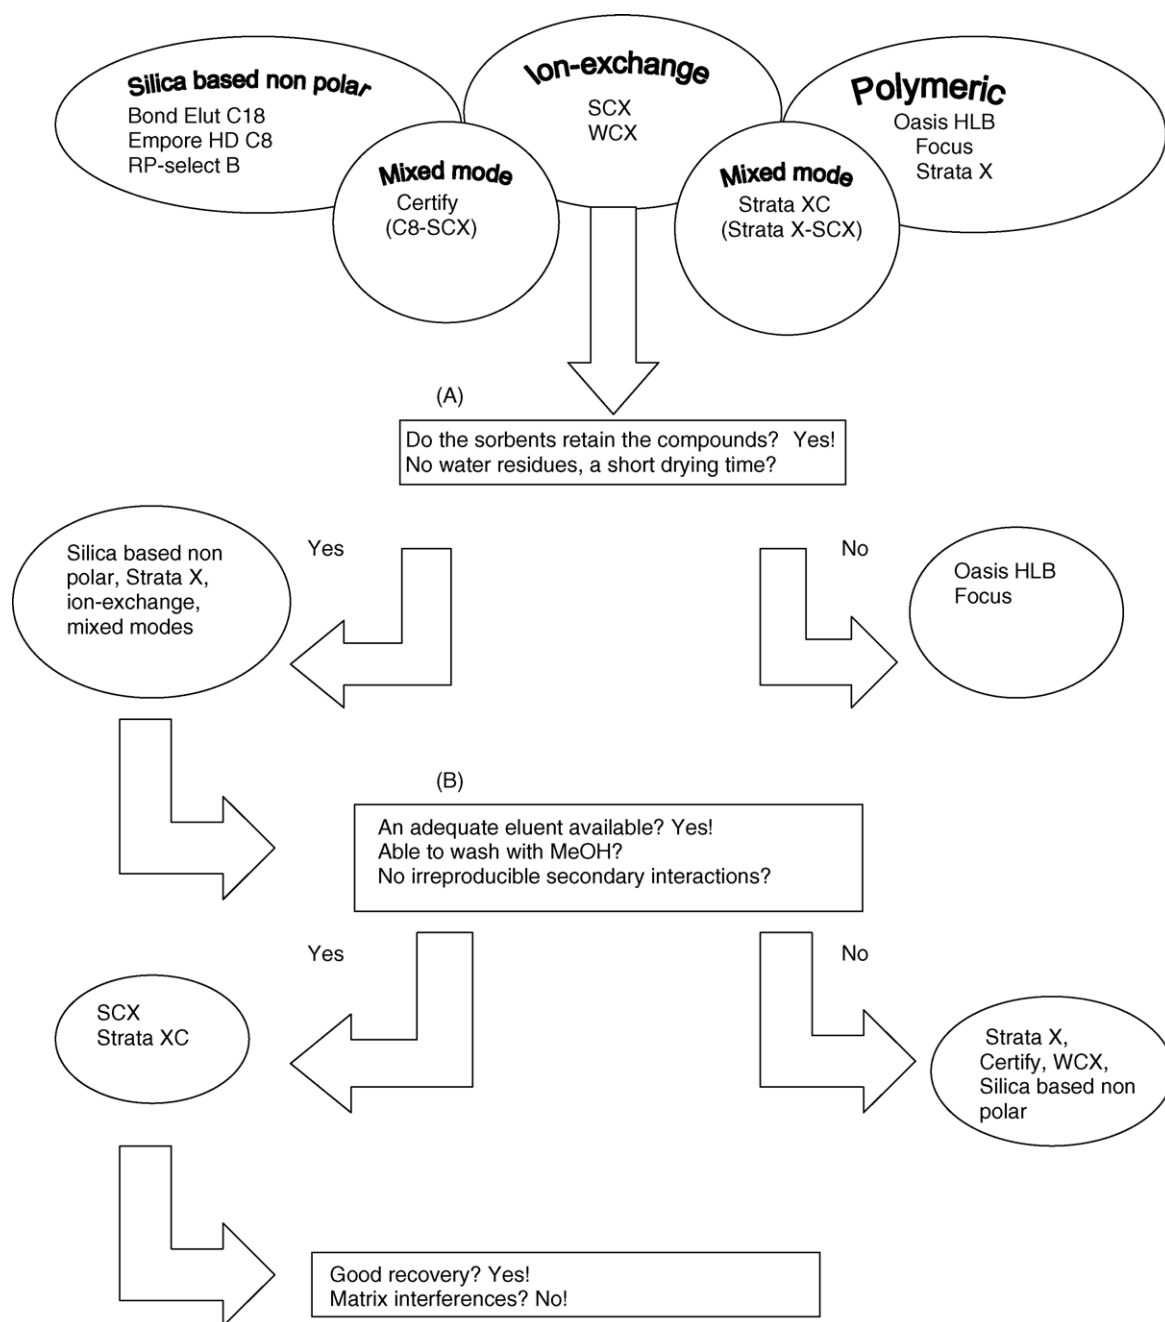 Silica based non polar
Bond Elut C18
Empore HD C8
RP-select B
Ion-exchange
SCX
WCX
Polymeric
Oasis HLB
Focus
Strata X
Mixed mode
Certify
(C8-SCX)
Mixed mode
Strata XC
(Strata X-SCX)
(A)
Do the sorbents retain the compounds? Yes!
No water residues, a short drying time?
Yes
No
Silica based non
polar, Strata X,
ion-exchange,
mixed modes
Oasis HLB
Focus
(B)
An adequate eluent available? Yes!
Able to wash with MeOH?
No irreproducible secondary interactions?
Yes
No
SCX
Strata XC
Strata X,
Certify, WCX,
Silica based non
polar
Good recovery? Yes!
Matrix interferences? No!